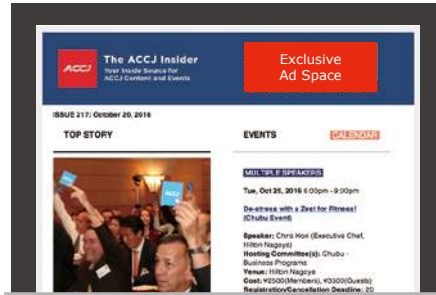 ACCJ
The ACCJ Insider
Your Inside Source for
ACCJ Content and Events
Exclusive
Ad Space
ISSUE 217: October 20, 2016
TOP STORY
EVENTS
CALENDAR
MULTIPLE SPEAKERS
Tue, Oct 25, 2016 6:00pm - 9:00pm
De-stress with a Zest for Fitness!
(Chubu Event)
Speaker: Chris Hori (Executive Chef,
Hilton Nagoya)
Hosting Committee(s): Chubu -
Business Programs
Venue: Hilton Nagoya
Cost: ¥2500(Members), ¥3500(Guests)
Registration/Cancellation Deadline: 20